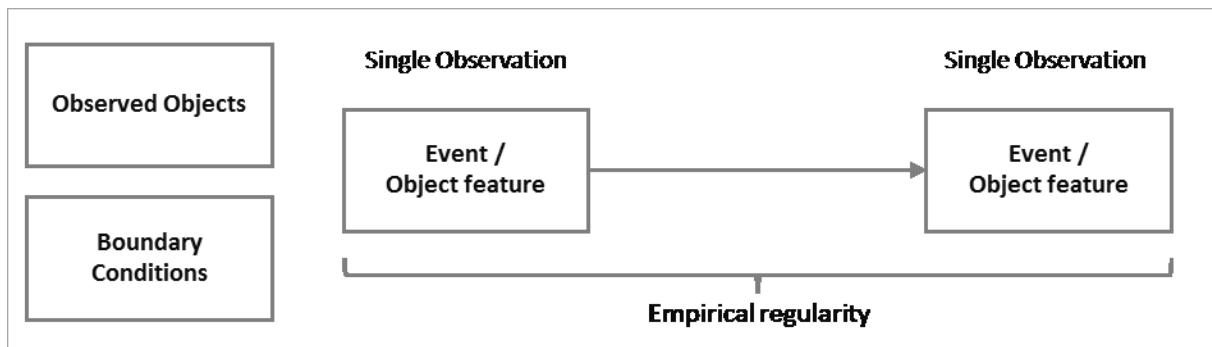 Observed Objects
Boundary
Conditions
Single Observation
Event /
Object feature
Single Observation
Event /
Object feature
Empirical regularity